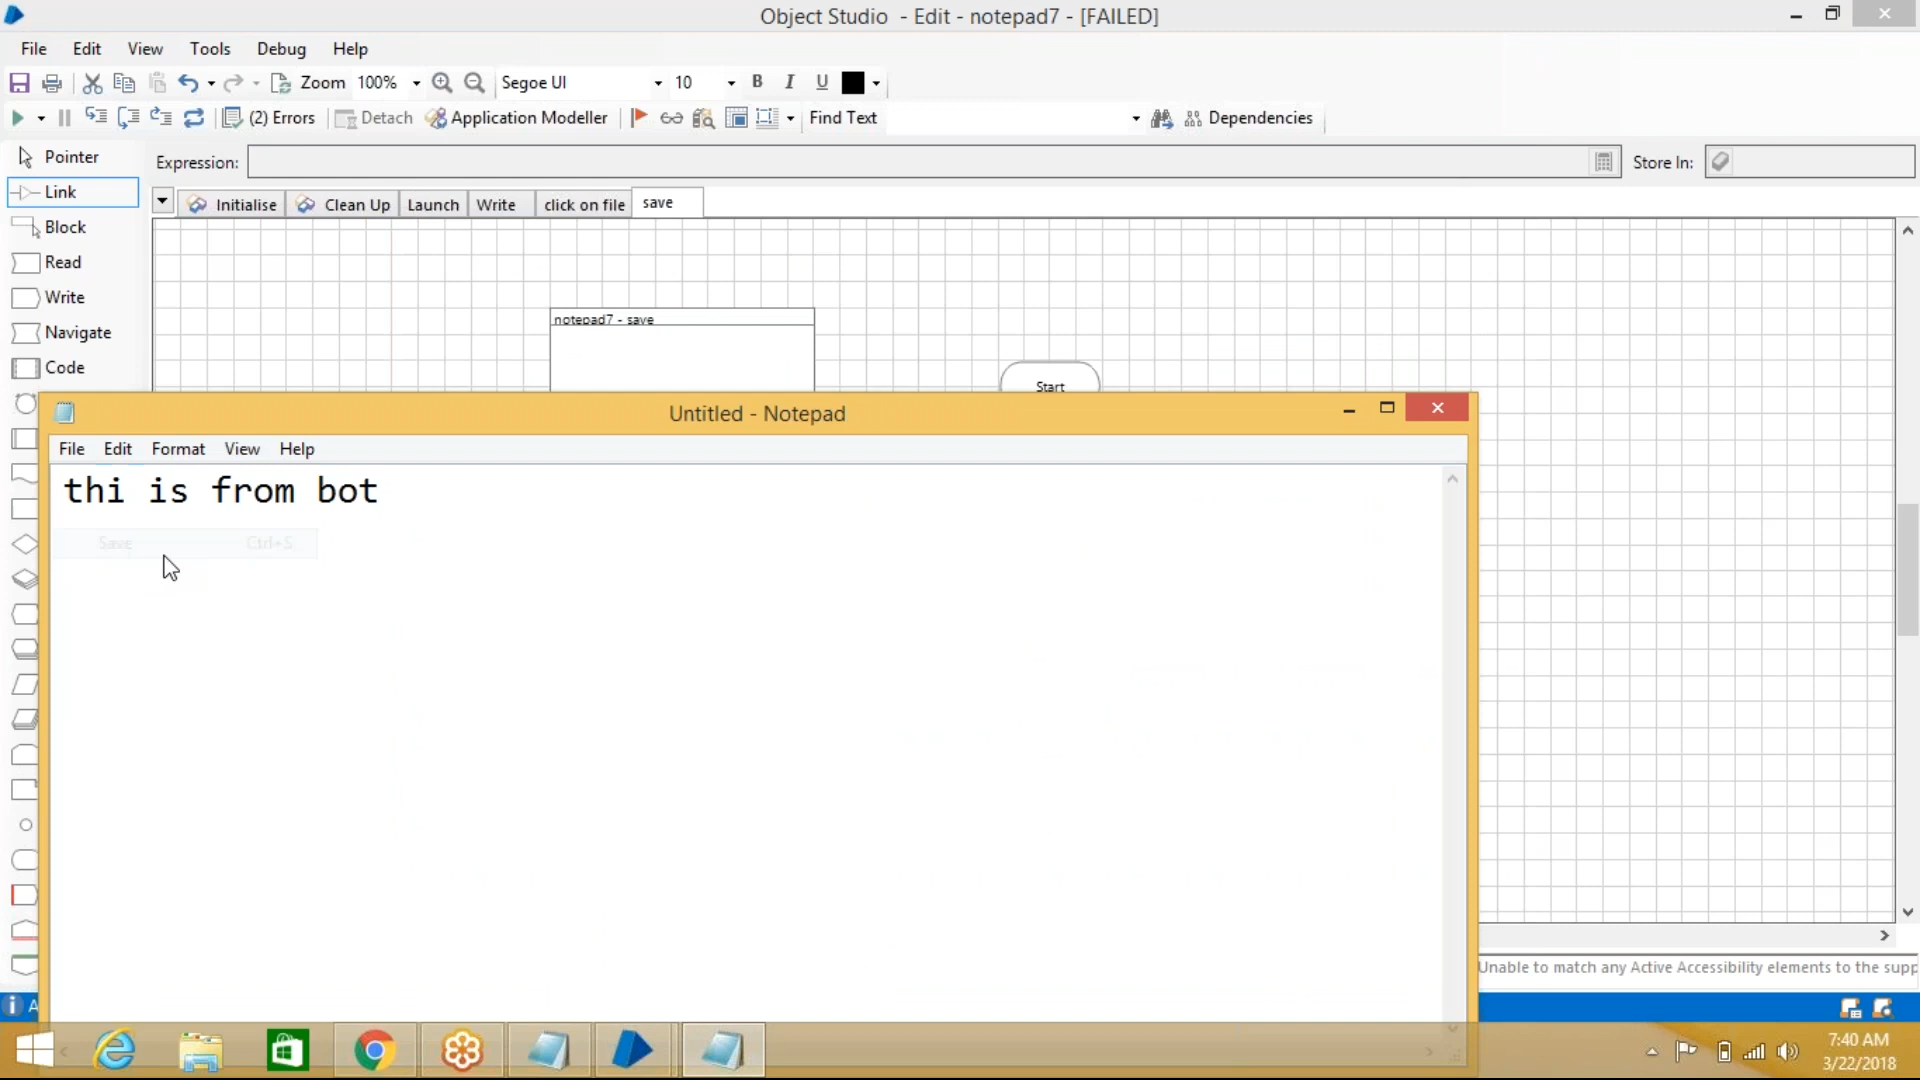 Object Studio - Edit - notepad7 - [FAILED]
File Edit View Tools Debug Help
Zoom 100% Segoe UI 10 B I U
(2) Errors Detach Application Modeller Find Text Dependencies
Pointer
Expression: Store In:
Link
Initialise Clean Up Launch Write click on file save
Block
Read
Write
Navigate
Code
notepad7 - save
Start
Untitled - Notepad
File Edit Format View Help
thi is from bot
Save Ctrl+S
Unable to match any Active Accessibility elements to the supp
A
7:40 AM
3/22/2018